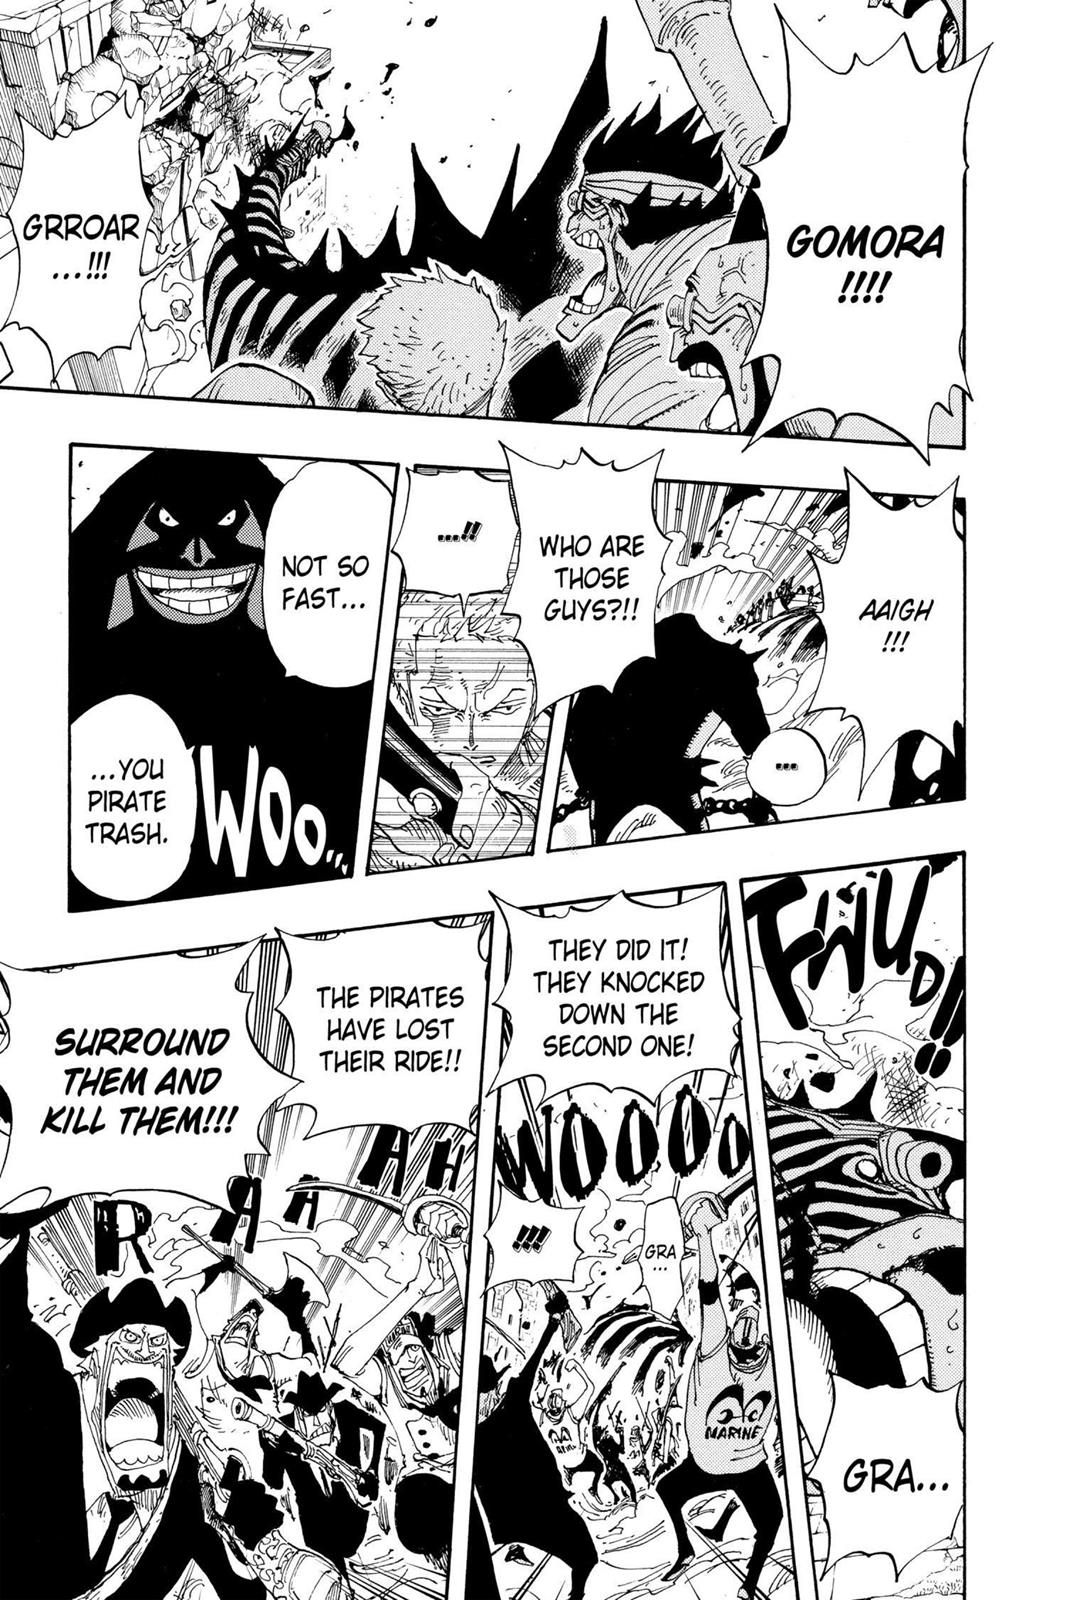 GOMORA
!!!!
GRROAR
...!!!
AAIGH
!!!
...
WHO ARE
THOSE
GUYS?!!
...!!
NOT SO
FAST...
...YOU
PIRATE
TRASH.
WOO...
FWUD!!
GRA...
THEY DID IT!
THEY KNOCKED
DOWN THE
SECOND ONE!
WOOOO
GRA
...
!!!
MARINE
THE PIRATES
HAVE LOST
THEIR RIDE!!
SURROUND
THEM AND
KILL THEM!!!
RAAAHH